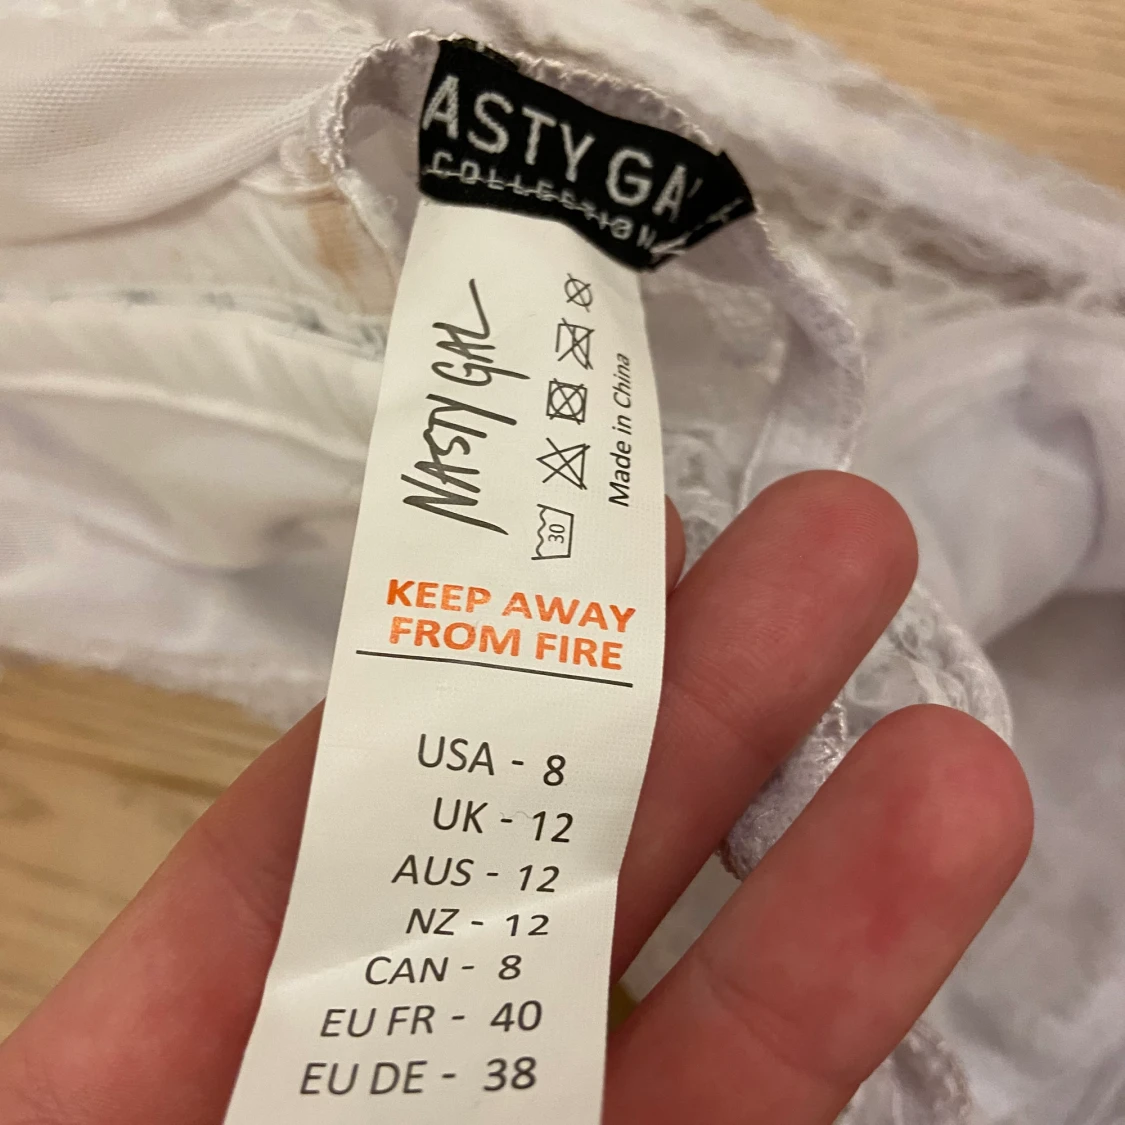 ASTY GA
COLLECTION
NASTY GAL
30
Made in China
KEEP AWAY
FROM FIRE
USA - 8
UK - 12
AUS - 12
NZ - 12
CAN - 8
EU FR - 40
EU DE - 38